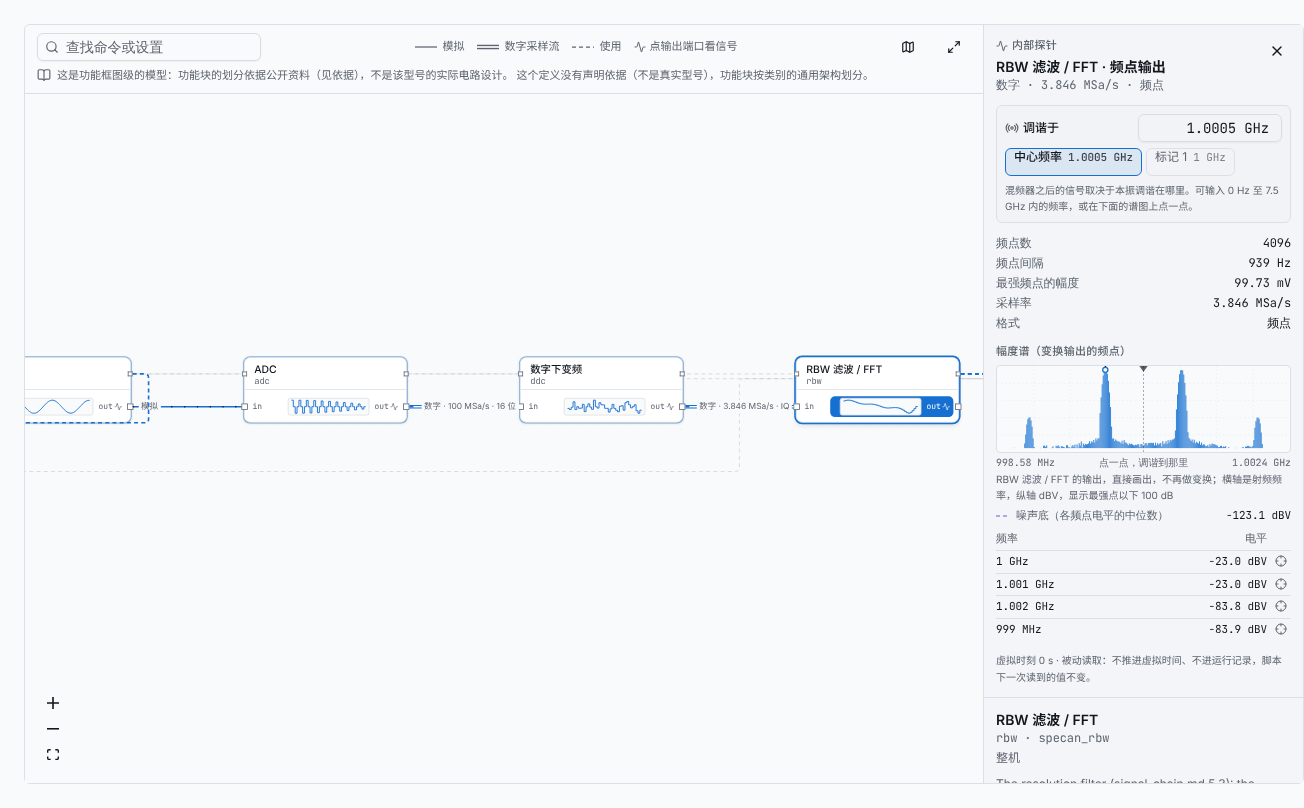 查找命令或设置
模拟
数字采样流
使用
点输出端口看信号
这是功能框图级的模型：功能块的划分依据公开资料（见依据），不是该型号的实际电路设计。 这个定义没有声明依据（不是真实型号），功能块按类别的通用架构划分。
out
模拟
ADC
adc
in
out
数字 · 100 MSa/s · 16 位
数字下变频
ddc
in
out
数字 · 3.846 MSa/s · IQ
RBW 滤波 / FFT
rbw
in
out
内部探针
RBW 滤波 / FFT · 频点输出
数字 · 3.846 MSa/s · 频点
调谐于
1.0005 GHz
中心频率 1.0005 GHz
标记 1 1 GHz
混频器之后的信号取决于本振调谐在哪里。可输入 0 Hz 至 7.5
GHz 内的频率，或在下面的谱图上点一点。
频点数 4096
频点间隔 939 Hz
最强频点的幅度 99.73 mV
采样率 3.846 MSa/s
格式 频点
幅度谱（变换输出的频点）
998.58 MHz 点一点，调谐到那里 1.0024 GHz
RBW 滤波 / FFT 的输出，直接画出，不再做变换；横轴是射频频
率，纵轴 dBV，显示最强点以下 100 dB
噪声底（各频点电平的中位数） -123.1 dBV
频率 电平
1 GHz -23.0 dBV
1.001 GHz -23.0 dBV
1.002 GHz -83.8 dBV
999 MHz -83.9 dBV
虚拟时刻 0 s · 被动读取：不推进虚拟时间、不进运行记录，脚本
下一次读到的值不变。
RBW 滤波 / FFT
rbw · specan_rbw
整机
The resolution filter (signal-chain.md 5.3): the